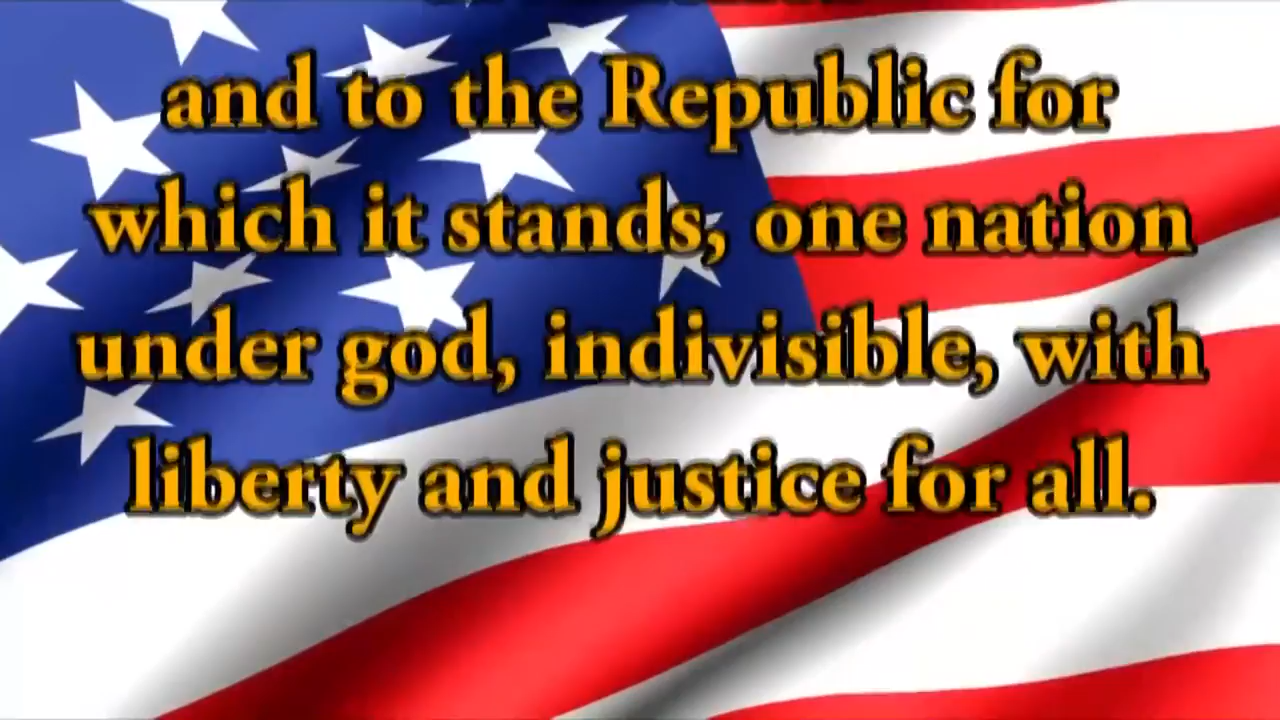 and to the Republic for
which it stands, one nation
under god, indivisible, with
liberty and justice for all.